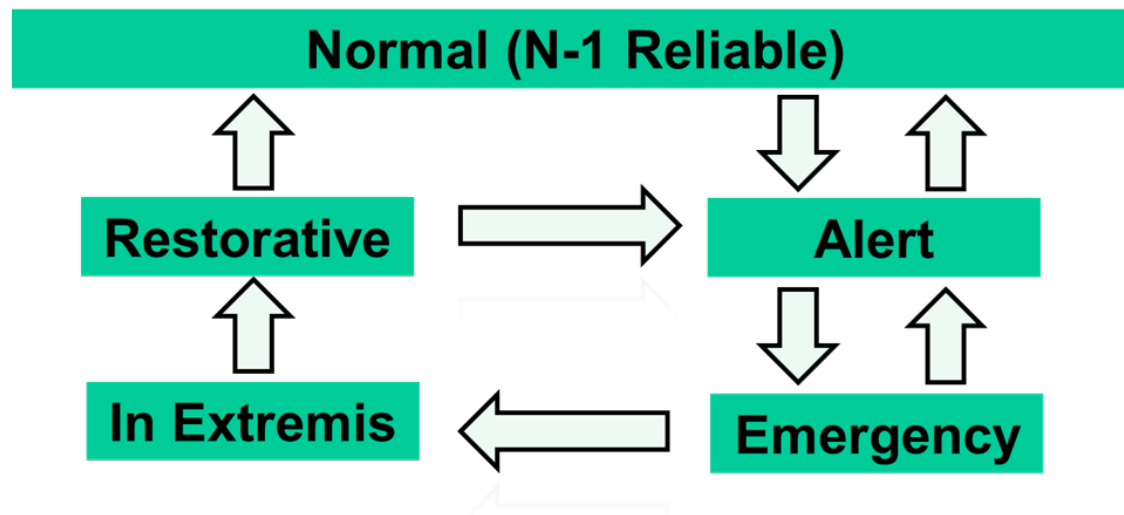 Normal (N-1 Reliable)
Restorative
Alert
In Extremis
Emergency